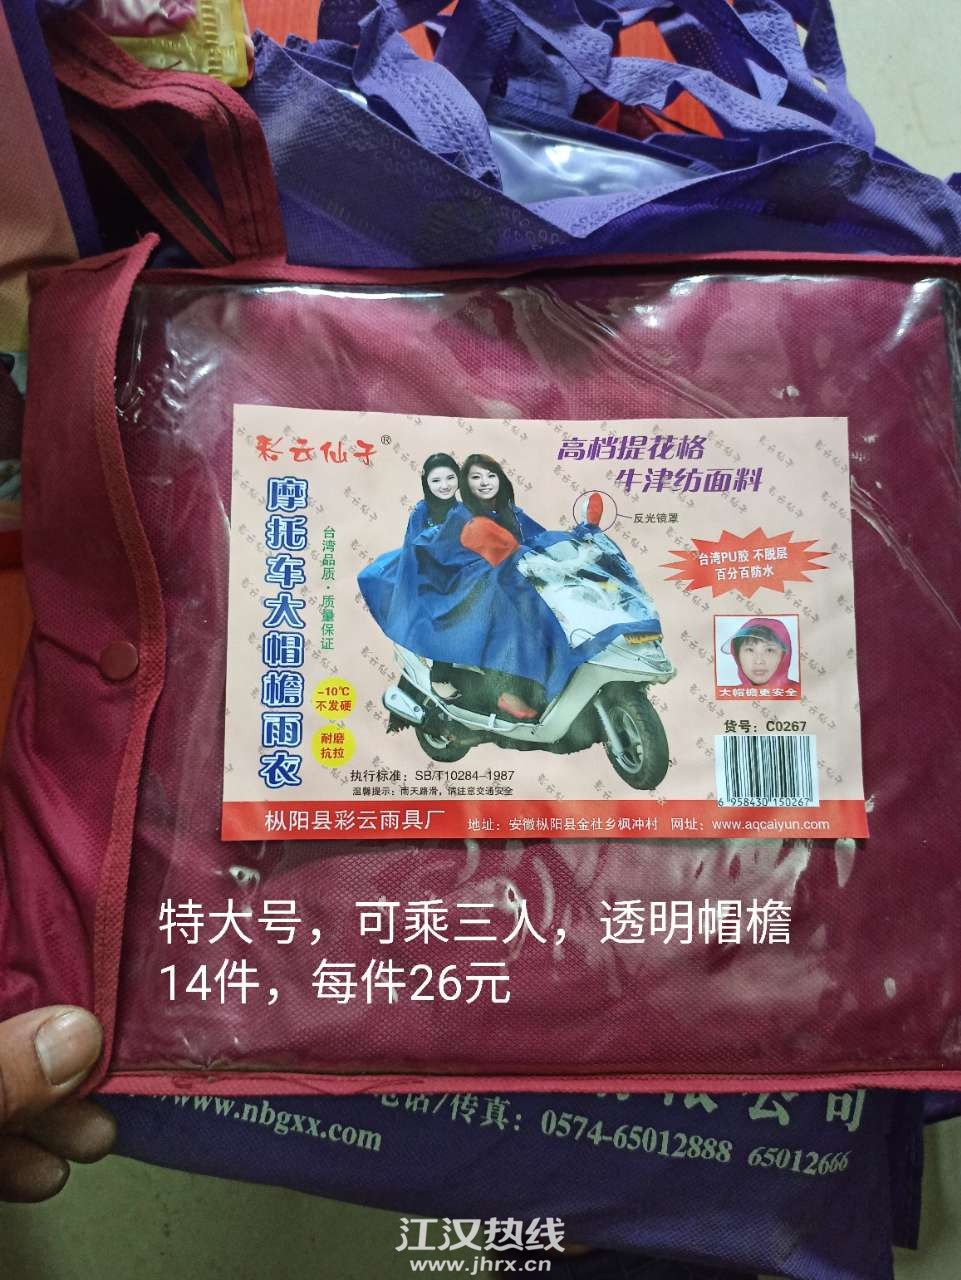 彩云仙子®
高档提花格
牛津纺面料
摩托车大帽檐雨衣
台湾品质·质量保证
反光镜罩
台湾PU胶 不脱层
百分百防水
大帽檐更安全
-10℃
不发硬
耐磨
抗拉
货号：C0267
6 958430 150267
执行标准：SB/T10284-1987
温馨提示：雨天路滑，请注意交通安全
枞阳县彩云雨具厂 地址：安徽枞阳县金社乡枫冲村 网址：www.aqcaiyun.com
特大号，可乘三人，透明帽檐
14件，每件26元
限公司
www.nbgxx.com
电话/传真：0574-65012888 65012666
江汉热线
www.jhrx.cn